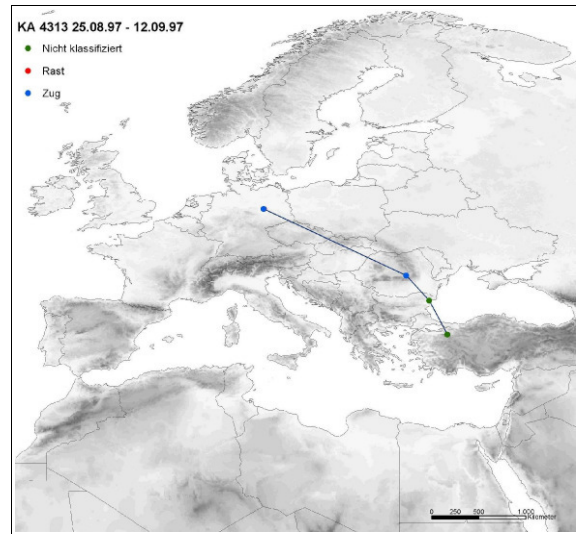 KA 4313 25.08.97 - 12.09.97
Nicht klassifiziert
Rast
Zug
0 250 500 1.000
Kilometer